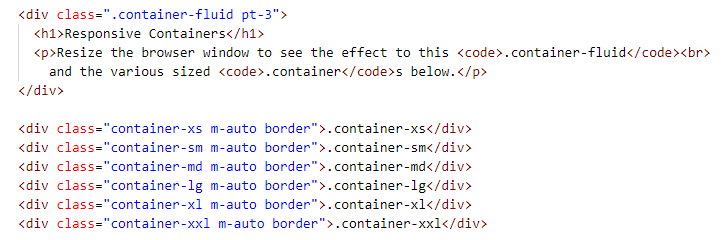 <div class=".container-fluid pt-3">
  <h1>Responsive Containers</h1>
  <p>Resize the browser window to see the effect to this <code>.container-fluid</code><br>
    and the various sized <code>.container</code>s below.</p>
</div>

<div class="container-xs m-auto border">.container-xs</div>
<div class="container-sm m-auto border">.container-sm</div>
<div class="container-md m-auto border">.container-md</div>
<div class="container-lg m-auto border">.container-lg</div>
<div class="container-xl m-auto border">.container-xl</div>
<div class="container-xxl m-auto border">.container-xxl</div>